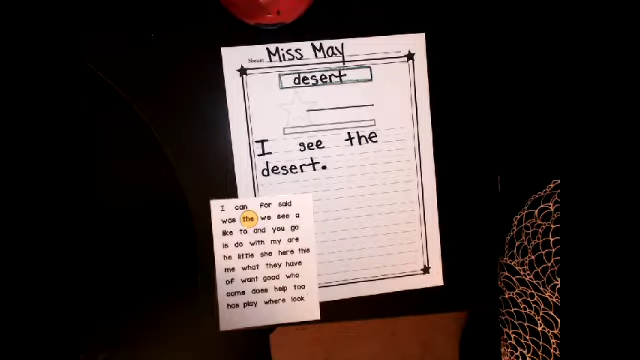 Name: Miss May
desert
I see the
desert.
I can for said
was the we see a
like to and you go
is do with my are
he little she here this
me what they have
of want good who
come does help too
has play where look